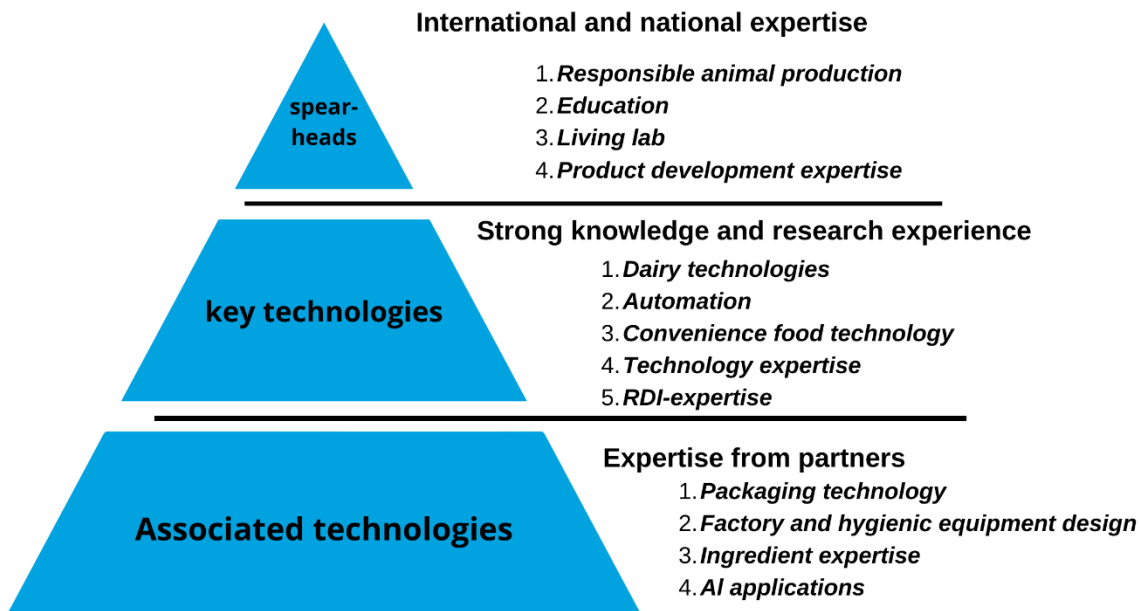 International and national expertise
spear-
heads
1. Responsible animal production
2. Education
3. Living lab
4. Product development expertise
key technologies
Strong knowledge and research experience
1. Dairy technologies
2. Automation
3. Convenience food technology
4. Technology expertise
5. RDI-expertise
Associated technologies
Expertise from partners
1. Packaging technology
2. Factory and hygienic equipment design
3. Ingredient expertise
4. Al applications